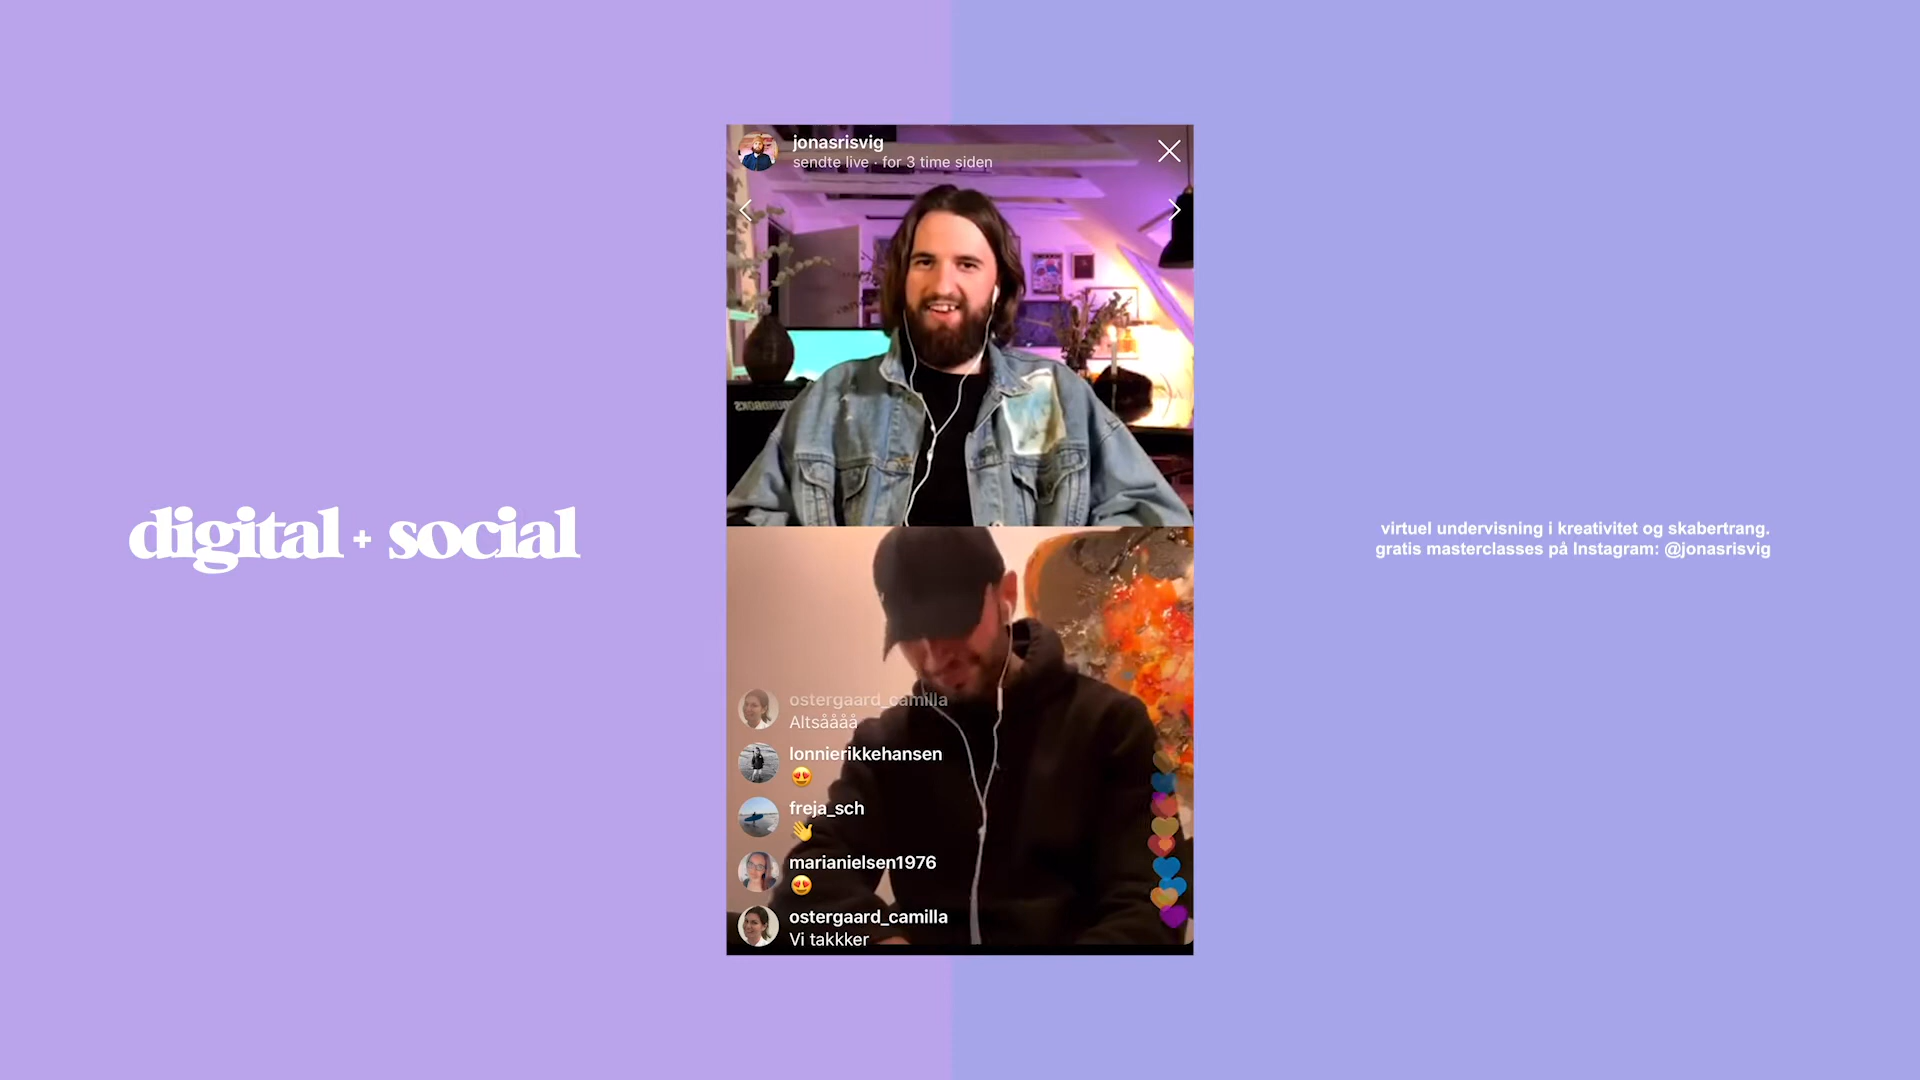 jonasrisvig
sendte live · for 3 time siden
SOUNDBOKS
digital + social
virtuel undervisning i kreativitet og skabertrang.
gratis masterclasses på Instagram: @jonasrisvig
ostergaard_camilla
Altsåååå
lonnierikkehansen
😍
freja_sch
👋
marianielsen1976
😍
ostergaard_camilla
Vi takkker